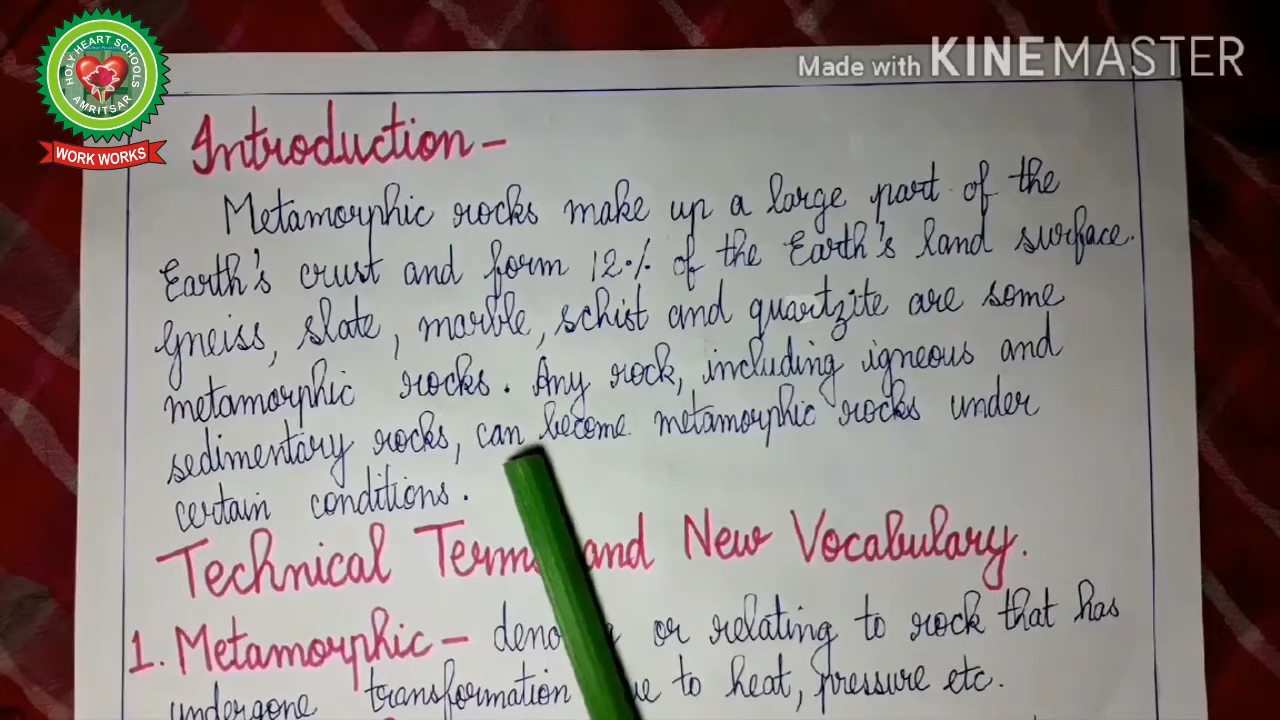 HOLY HEART SCHOOLS
AMRITSAR
WORK WORKS
Made with KINEMASTER
Introduction -
Metamorphic rocks make up a large part of the
Earth's crust and form 12% of the Earth's land surface.
Gneiss, slate, marble, schist and quartzite are some
metamorphic rocks. Any rock, including igneous and
sedimentary rocks, can become metamorphic rocks under
certain conditions.
Technical Terms and New Vocabulary.
1. Metamorphic - or relating to rock that has
undergone transformation to heat, pressure etc.